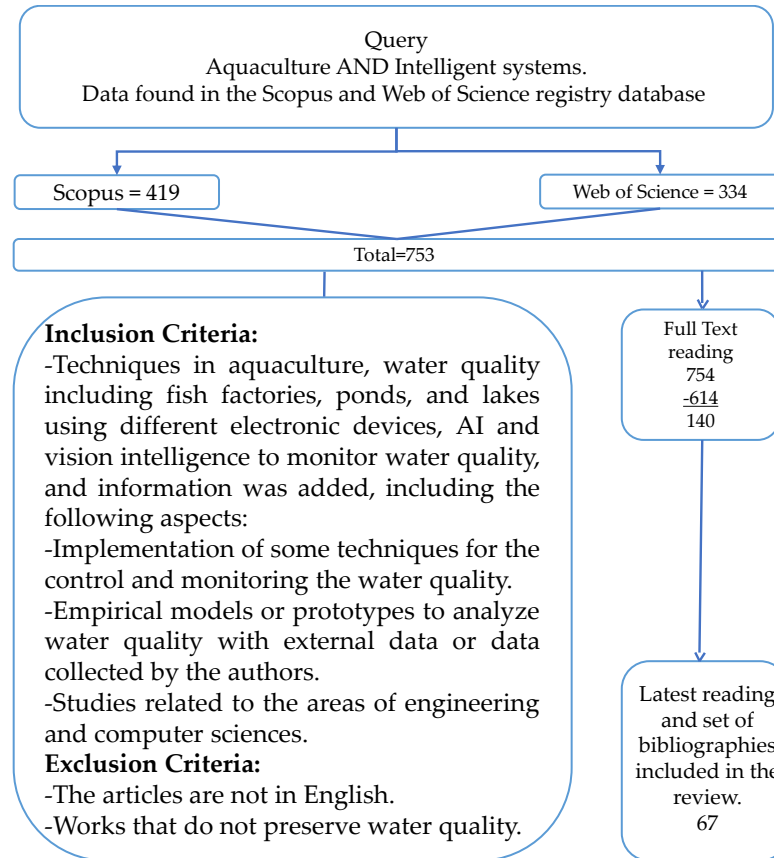 Query
Aquaculture AND Intelligent systems.
Data found in the Scopus and Web of Science registry database
Scopus = 419
Web of Science = 334
Total=753
Inclusion Criteria:
-Techniques in aquaculture, water quality
including fish factories, ponds, and lakes
using different electronic devices, AI and
vision intelligence to monitor water quality,
and information was added, including the
following aspects:
-Implementation of some techniques for the
control and monitoring the water quality.
-Empirical models or prototypes to analyze
water quality with external data or data
collected by the authors.
-Studies related to the areas of engineering
and computer sciences.
Exclusion Criteria:
-The articles are not in English.
-Works that do not preserve water quality.
Full Text
reading
754
-614
140
Latest reading
and set of
bibliographies
included in the
review.
67